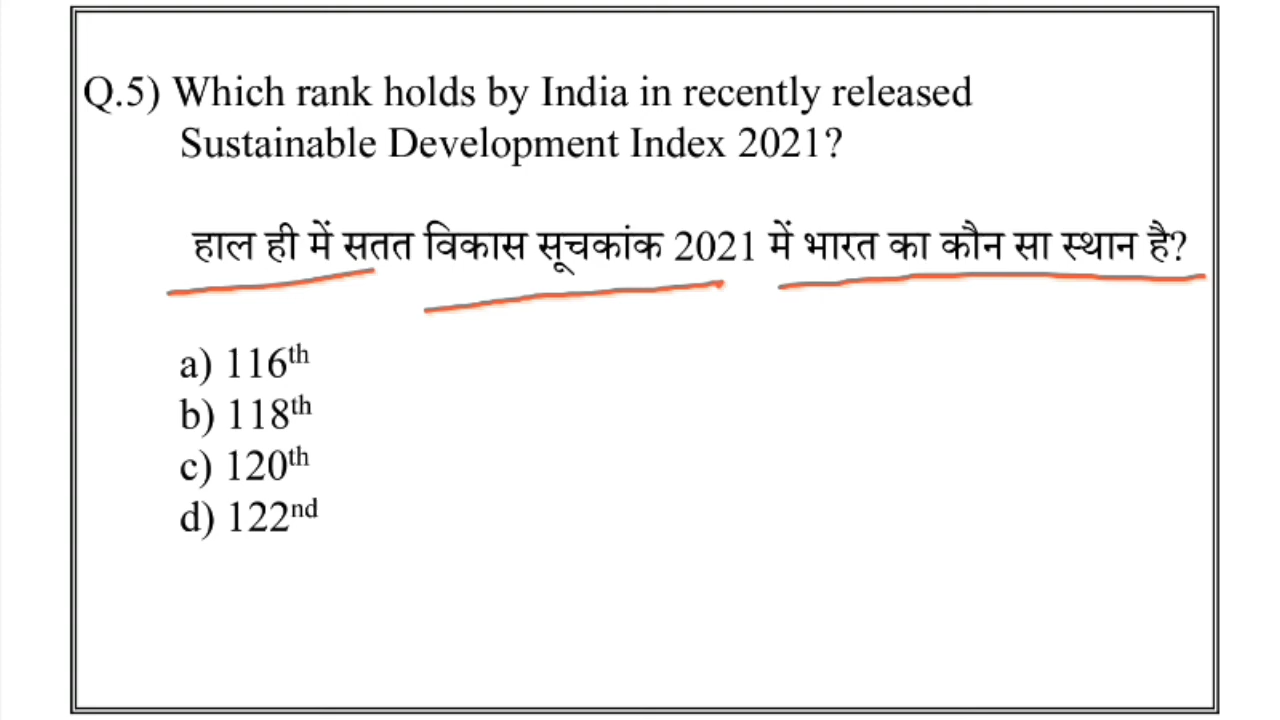 Q.5) Which rank holds by India in recently released
Sustainable Development Index 2021?
हाल ही में सतत विकास सूचकांक 2021 में भारत का कौन सा स्थान है?
a) 116th
b) 118th
c) 120th
d) 122nd